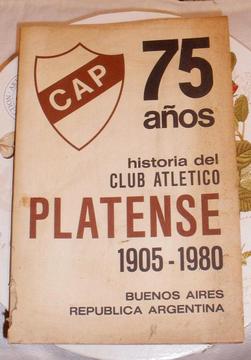 CAP
75
años
historia del
CLUB ATLETICO
PLATENSE
1905-1980
BUENOS AIRES
REPUBLICA ARGENTINA